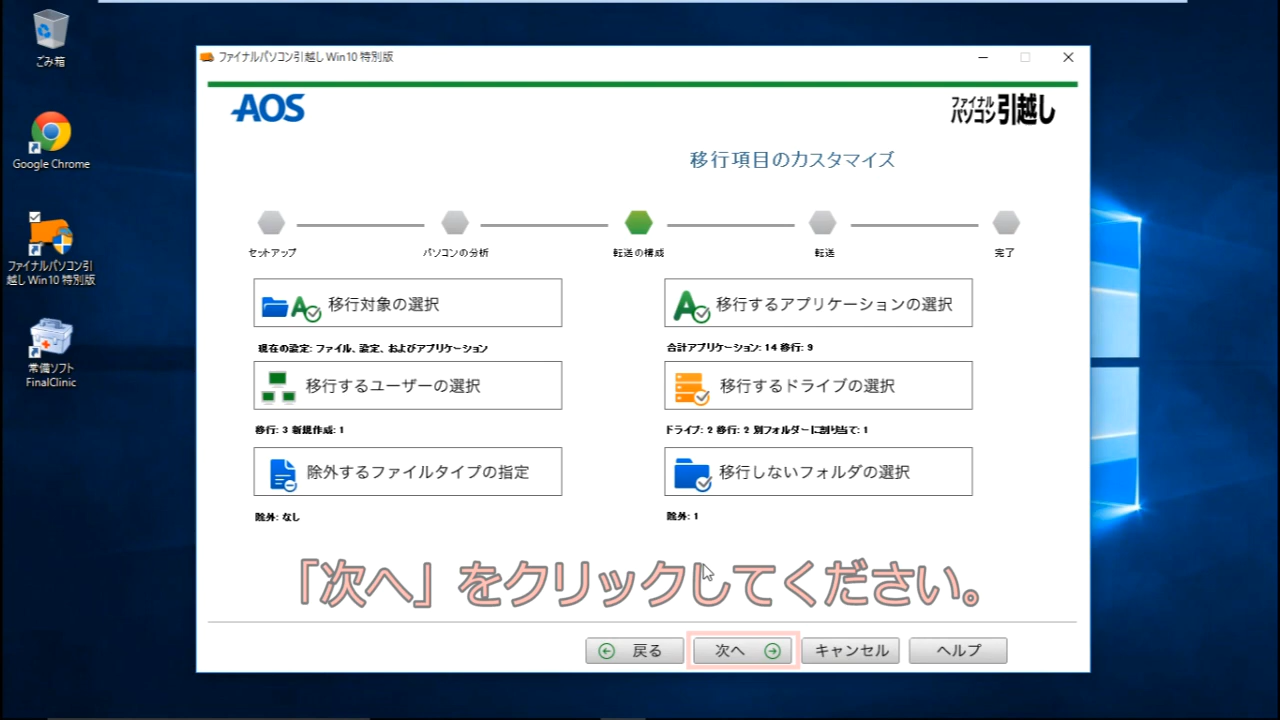 ごみ箱
Google Chrome
ファイナルパソコン引
越し Win10 特別版
常備ソフト
FinalClinic
ファイナルパソコン引越し Win10 特別版
AOS
ファイナル
パソコン引越し
移行項目のカスタマイズ
セットアップ
パソコンの分析
転送の構成
転送
完了
移行対象の選択
移行するアプリケーションの選択
現在の設定: ファイル、設定、およびアプリケーション
合計アプリケーション: 14 移行: 9
移行するユーザーの選択
移行するドライブの選択
移行: 3 新規作成: 1
ドライブ: 2 移行: 2 別フォルダーに割り当て: 1
除外するファイルタイプの指定
移行しないフォルダの選択
除外: なし
除外: 1
「次へ」をクリックしてください。
戻る
次へ
キャンセル
ヘルプ